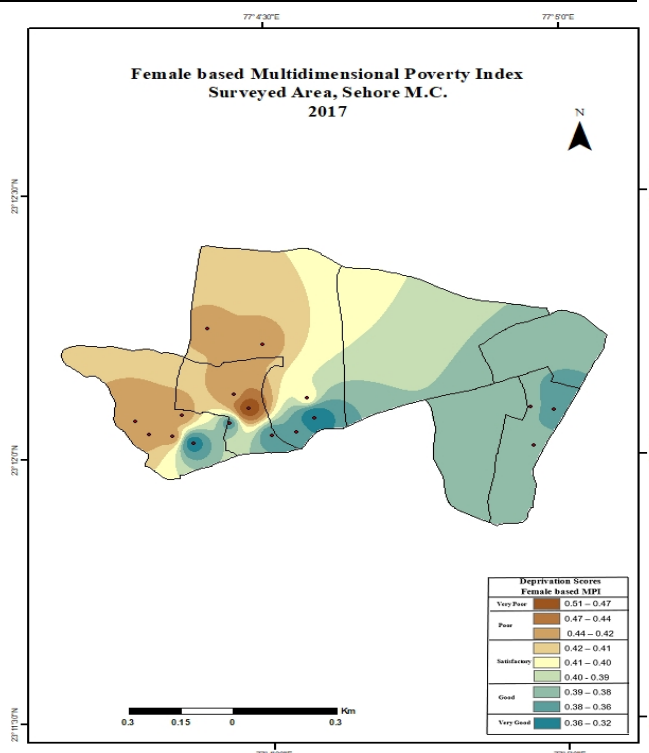 77° 4'30"E
77° 5'0"E
Female based Multidimensional Poverty Index
Surveyed Area, Sehore M.C.
2017
N
23°12'30"N
23°12'0"N
23°11'30"N
Deprivation Scores
Female based MPI
Very Poor 0.51 – 0.47
Poor
0.47 – 0.44
0.44 – 0.42
Satisfactory
0.42 – 0.41
0.41 – 0.40
0.40 - 0.39
Good
0.39 – 0.38
0.38 – 0.36
Very Good 0.36 – 0.32
Km
0.3 0.15 0 0.3